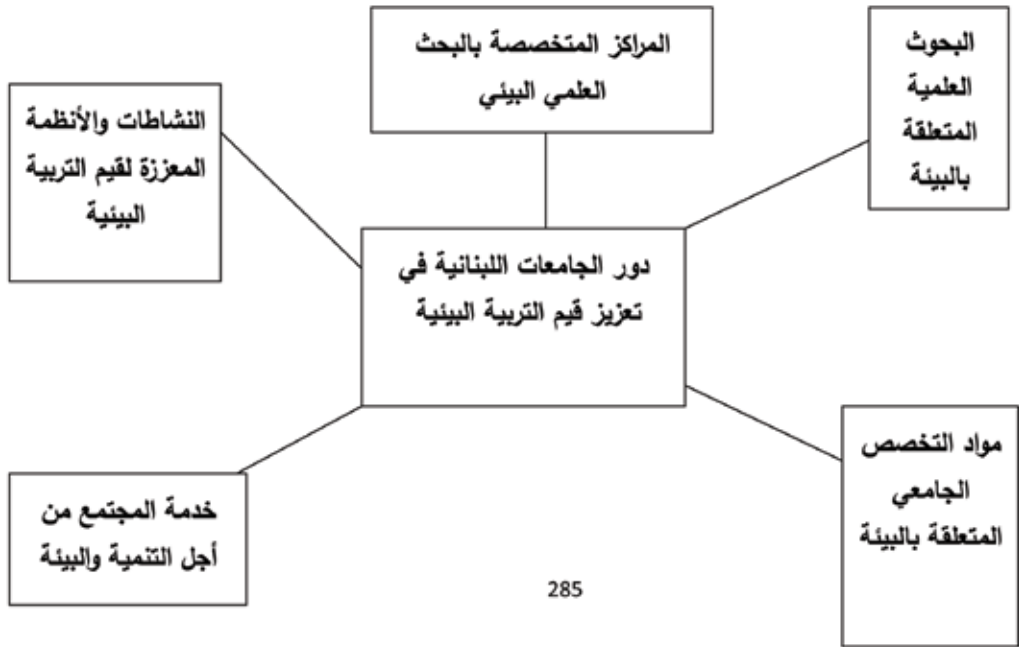 المراكز المتخصصة بالبحث
العلمي البيئي
البحوث
العلمية
المتعلقة
بالبيئة
النشاطات والأنظمة
المعززة لقيم التربية
البيئية
دور الجامعات اللبنانية في
تعزيز قيم التربية البيئية
مواد التخصص
الجامعي
المتعلقة بالبيئة
خدمة المجتمع من
أجل التنمية والبيئة
285